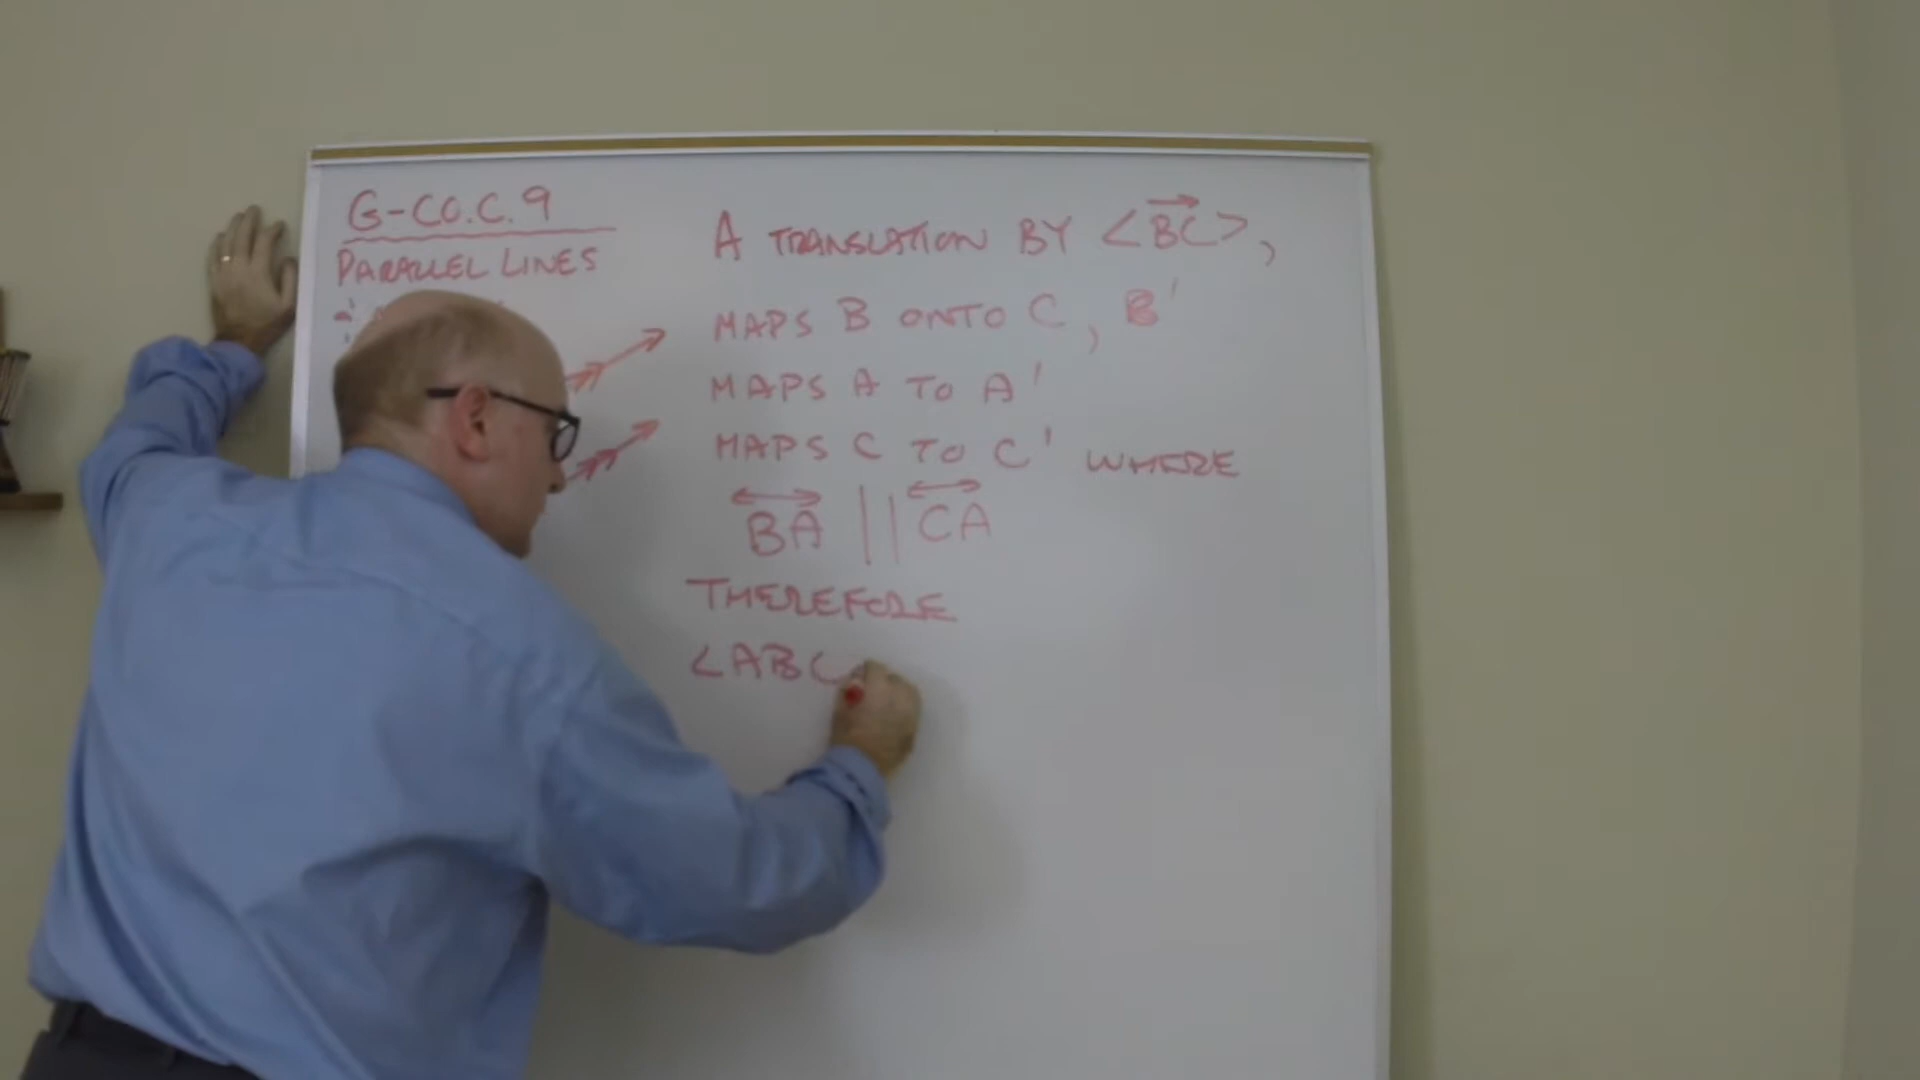 G-CO.C.9
PARALLEL LINES
A TRANSLATION BY <BC>,
MAPS B ONTO C, B'
MAPS A TO A'
MAPS C TO C' WHERE
BA || CA
THEREFORE
<ABC